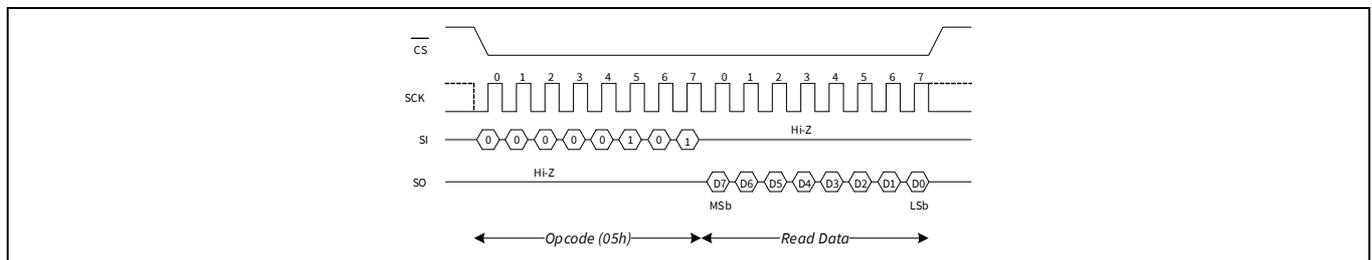 CS
0 1 2 3 4 5 6 7 0 1 2 3 4 5 6 7
SCK
Hi-Z
SI 0 0 0 0 0 1 0 1
Hi-Z
SO D7 D6 D5 D4 D3 D2 D1 D0
MSb LSb
Opcode (05h) Read Data